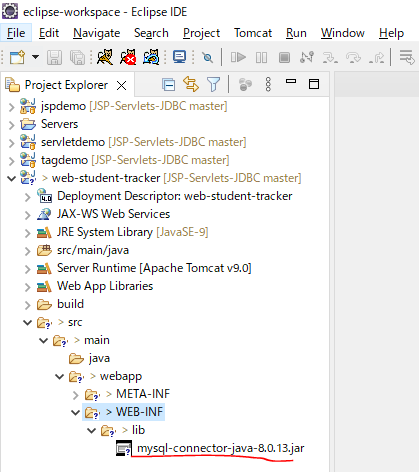 eclipse-workspace - Eclipse IDE
File Edit Navigate Search Project Tomcat Run Window Help
Project Explorer
jspdemo [JSP-Servlets-JDBC master]
Servers
servletdemo [JSP-Servlets-JDBC master]
tagdemo [JSP-Servlets-JDBC master]
> web-student-tracker [JSP-Servlets-JDBC master]
Deployment Descriptor: web-student-tracker
JAX-WS Web Services
JRE System Library [JavaSE-9]
src/main/java
Server Runtime [Apache Tomcat v9.0]
Web App Libraries
build
> src
> main
java
> webapp
> META-INF
> WEB-INF
> lib
mysql-connector-java-8.0.13.jar